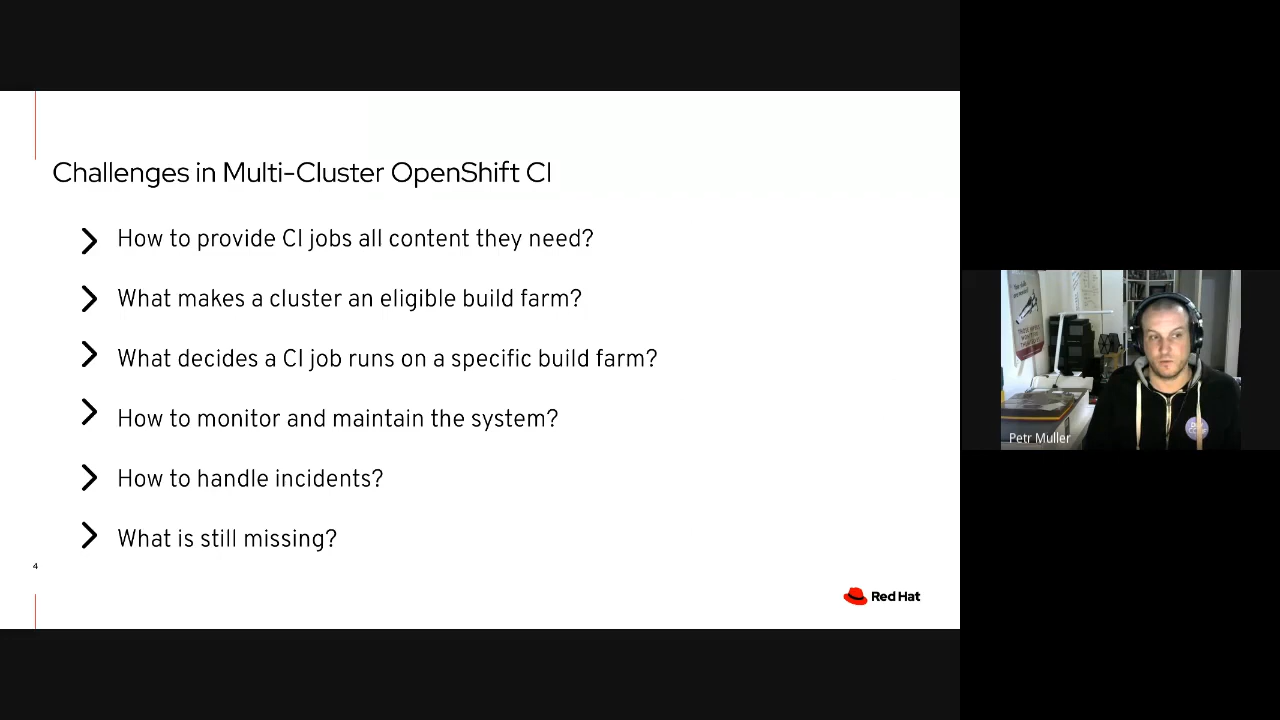 Challenges in Multi-Cluster OpenShift CI
How to provide CI jobs all content they need?
What makes a cluster an eligible build farm?
What decides a CI job runs on a specific build farm?
How to monitor and maintain the system?
How to handle incidents?
What is still missing?
4
Red Hat
Petr Muller